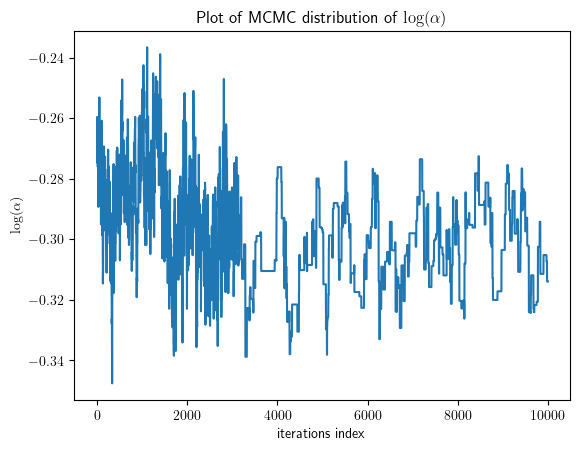 Plot of MCMC distribution of log(α)
−0.24
−0.26
−0.28
−0.30
−0.32
−0.34
log(α)
0 2000 4000 6000 8000 10000
iterations index